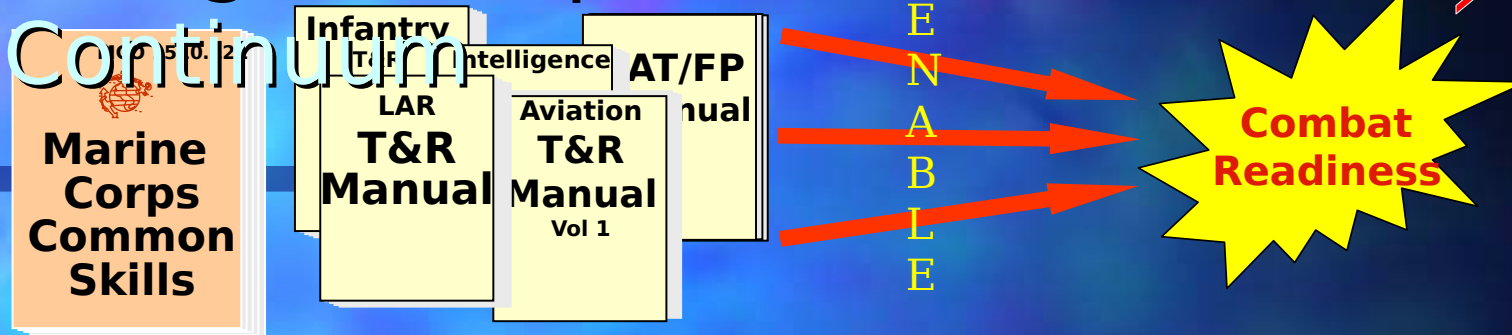 Continuum
Marine
Corps
Common
Skills
Infantry
T&R
Intelligence
AT/FP
LAR
T&R
Manual
Aviation
T&R
Manual
Vol 1
E
N
A
B
L
E
Combat
Readiness